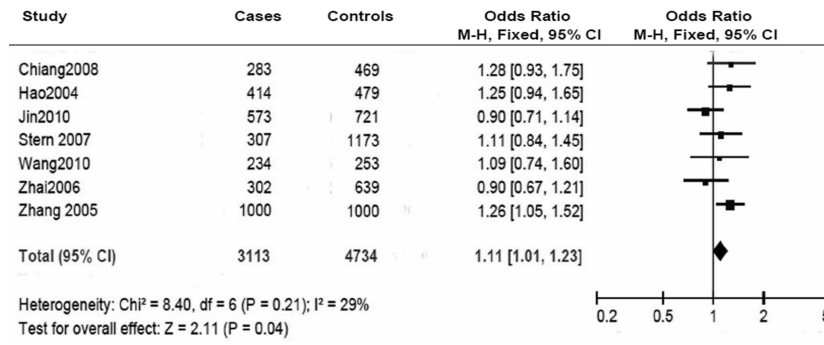 Study Cases Controls Odds Ratio Odds Ratio
M-H, Fixed, 95% CI M-H, Fixed, 95% CI
Chiang2008 283 469 1.28 [0.93, 1.75]
Hao2004 414 479 1.25 [0.94, 1.65]
Jin2010 573 721 0.90 [0.71, 1.14]
Stern 2007 307 1173 1.11 [0.84, 1.45]
Wang2010 234 253 1.09 [0.74, 1.60]
Zhai2006 302 639 0.90 [0.67, 1.21]
Zhang 2005 1000 1000 1.26 [1.05, 1.52]
Total (95% CI) 3113 4734 1.11 [1.01, 1.23]
Heterogeneity: Chi² = 8.40, df = 6 (P = 0.21); I² = 29%
Test for overall effect: Z = 2.11 (P = 0.04)
0.2 0.5 1 2 5